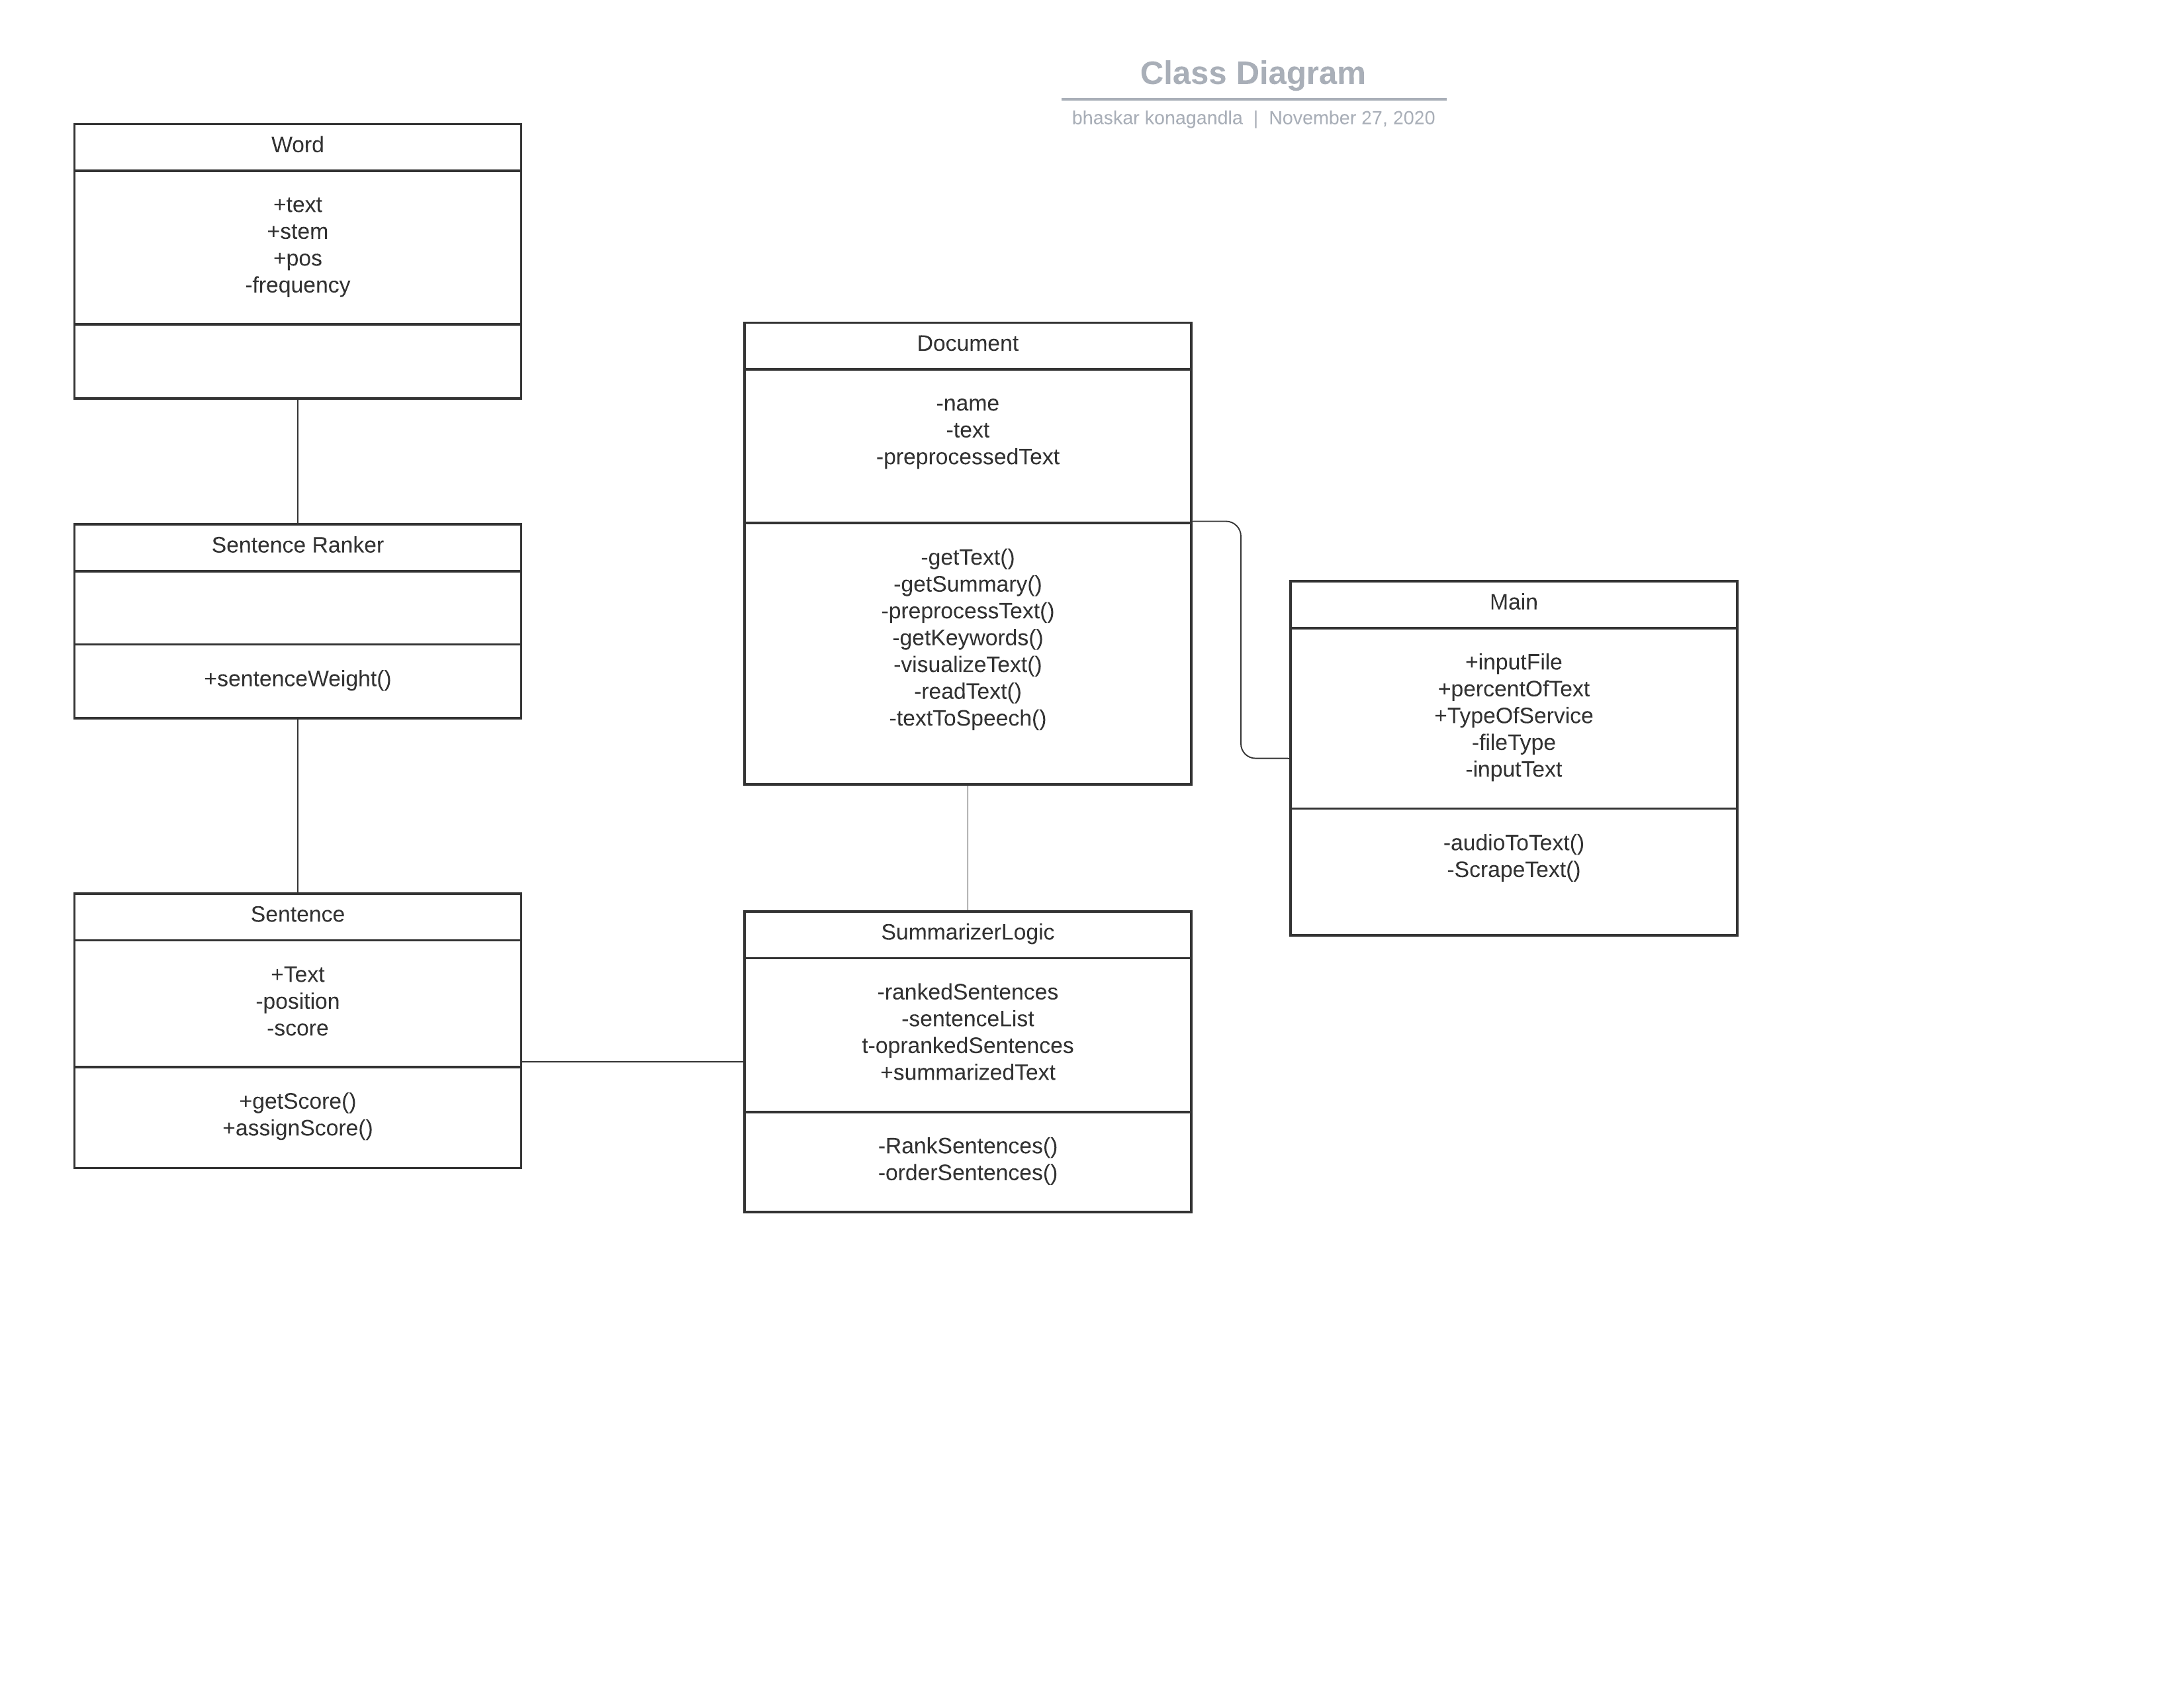 Class Diagram
bhaskar konagandla | November 27, 2020
Word
+text
+stem
+pos
-frequency
Sentence Ranker
+sentenceWeight()
Sentence
+Text
-position
-score
+getScore()
+assignScore()
Document
-name
-text
-preprocessedText
-getText()
-getSummary()
-preprocessText()
-getKeywords()
-visualizeText()
-readText()
-textToSpeech()
SummarizerLogic
-rankedSentences
-sentenceList
t-oprankedSentences
+summarizedText
-RankSentences()
-orderSentences()
Main
+inputFile
+percentOfText
+TypeOfService
-fileType
-inputText
-audioToText()
-ScrapeText()